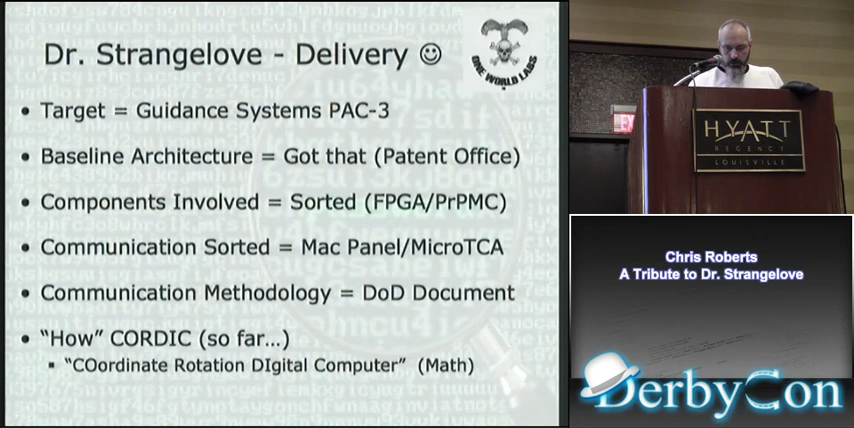 Dr. Strangelove - Delivery ☺
ONE WORLD LABS
• Target = Guidance Systems PAC-3
• Baseline Architecture = Got that (Patent Office)
• Components Involved = Sorted (FPGA/PrPMC)
• Communication Sorted = Mac Panel/MicroTCA
• Communication Methodology = DoD Document
• “How” CORDIC (so far...)
▪ “COordinate Rotation DIgital Computer” (Math)
EX
HYATT
REGENCY
LOUISVILLE
Chris Roberts
A Tribute to Dr. Strangelove
DerbyCon